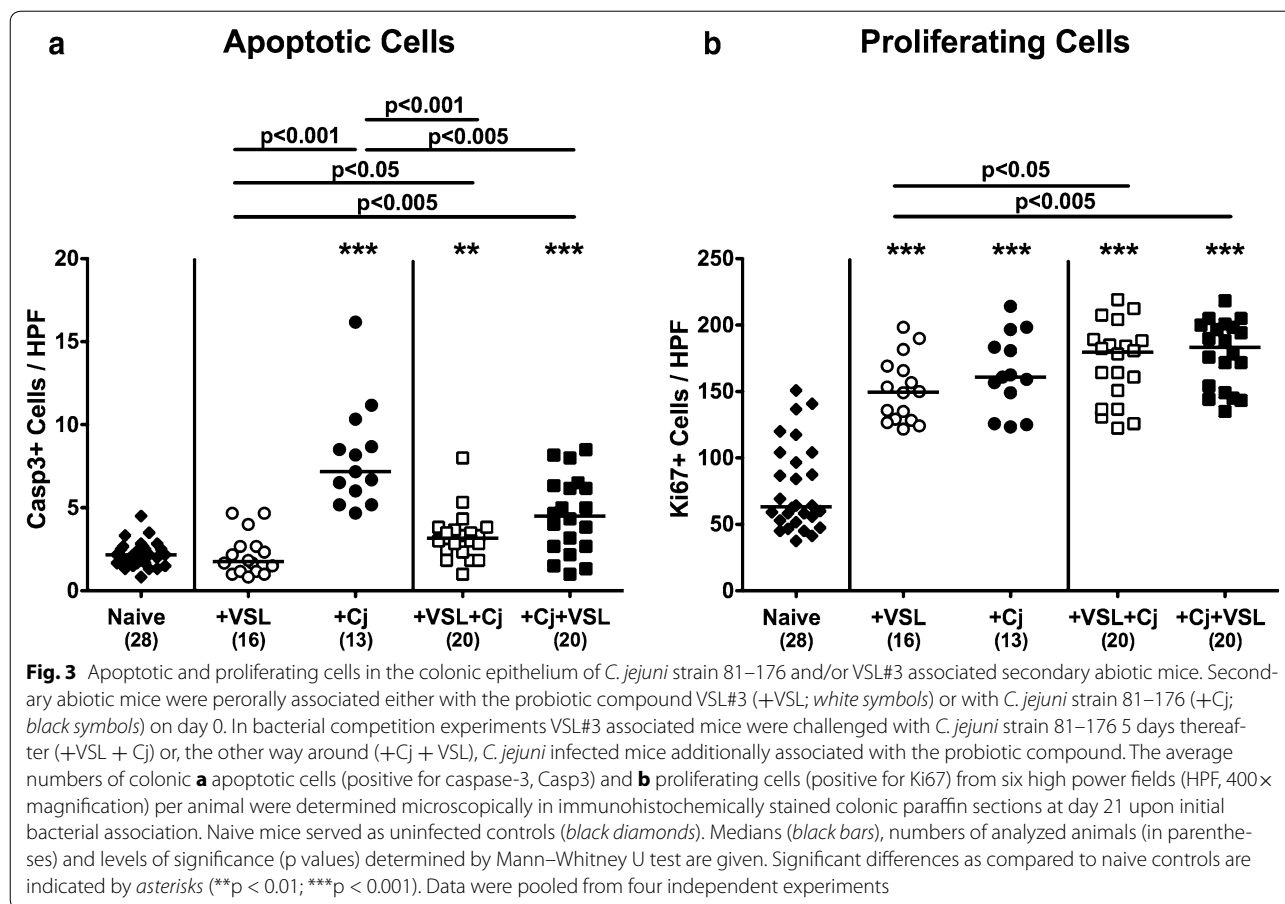 a Apoptotic Cells
b Proliferating Cells
p<0.001
p<0.001
p<0.005
p<0.05
p<0.005
p<0.05
p<0.005
*** ** ***
*** *** *** ***
Casp3+ Cells / HPF
20
15
10
5
0
Naive +VSL +Cj +VSL+Cj +Cj+VSL
(28) (16) (13) (20) (20)
Ki67+ Cells / HPF
250
200
150
100
50
0
Naive +VSL +Cj +VSL+Cj +Cj+VSL
(28) (16) (13) (20) (20)
Fig. 3 Apoptotic and proliferating cells in the colonic epithelium of C. jejuni strain 81–176 and/or VSL#3 associated secondary abiotic mice. Second-
ary abiotic mice were perorally associated either with the probiotic compound VSL#3 (+VSL; white symbols) or with C. jejuni strain 81–176 (+Cj;
black symbols) on day 0. In bacterial competition experiments VSL#3 associated mice were challenged with C. jejuni strain 81–176 5 days thereaf-
ter (+VSL + Cj) or, the other way around (+Cj + VSL), C. jejuni infected mice additionally associated with the probiotic compound. The average
numbers of colonic a apoptotic cells (positive for caspase-3, Casp3) and b proliferating cells (positive for Ki67) from six high power fields (HPF, 400×
magnification) per animal were determined microscopically in immunohistochemically stained colonic paraffin sections at day 21 upon initial
bacterial association. Naive mice served as uninfected controls (black diamonds). Medians (black bars), numbers of analyzed animals (in parenthe-
ses) and levels of significance (p values) determined by Mann–Whitney U test are given. Significant differences as compared to naive controls are
indicated by asterisks (**p < 0.01; ***p < 0.001). Data were pooled from four independent experiments